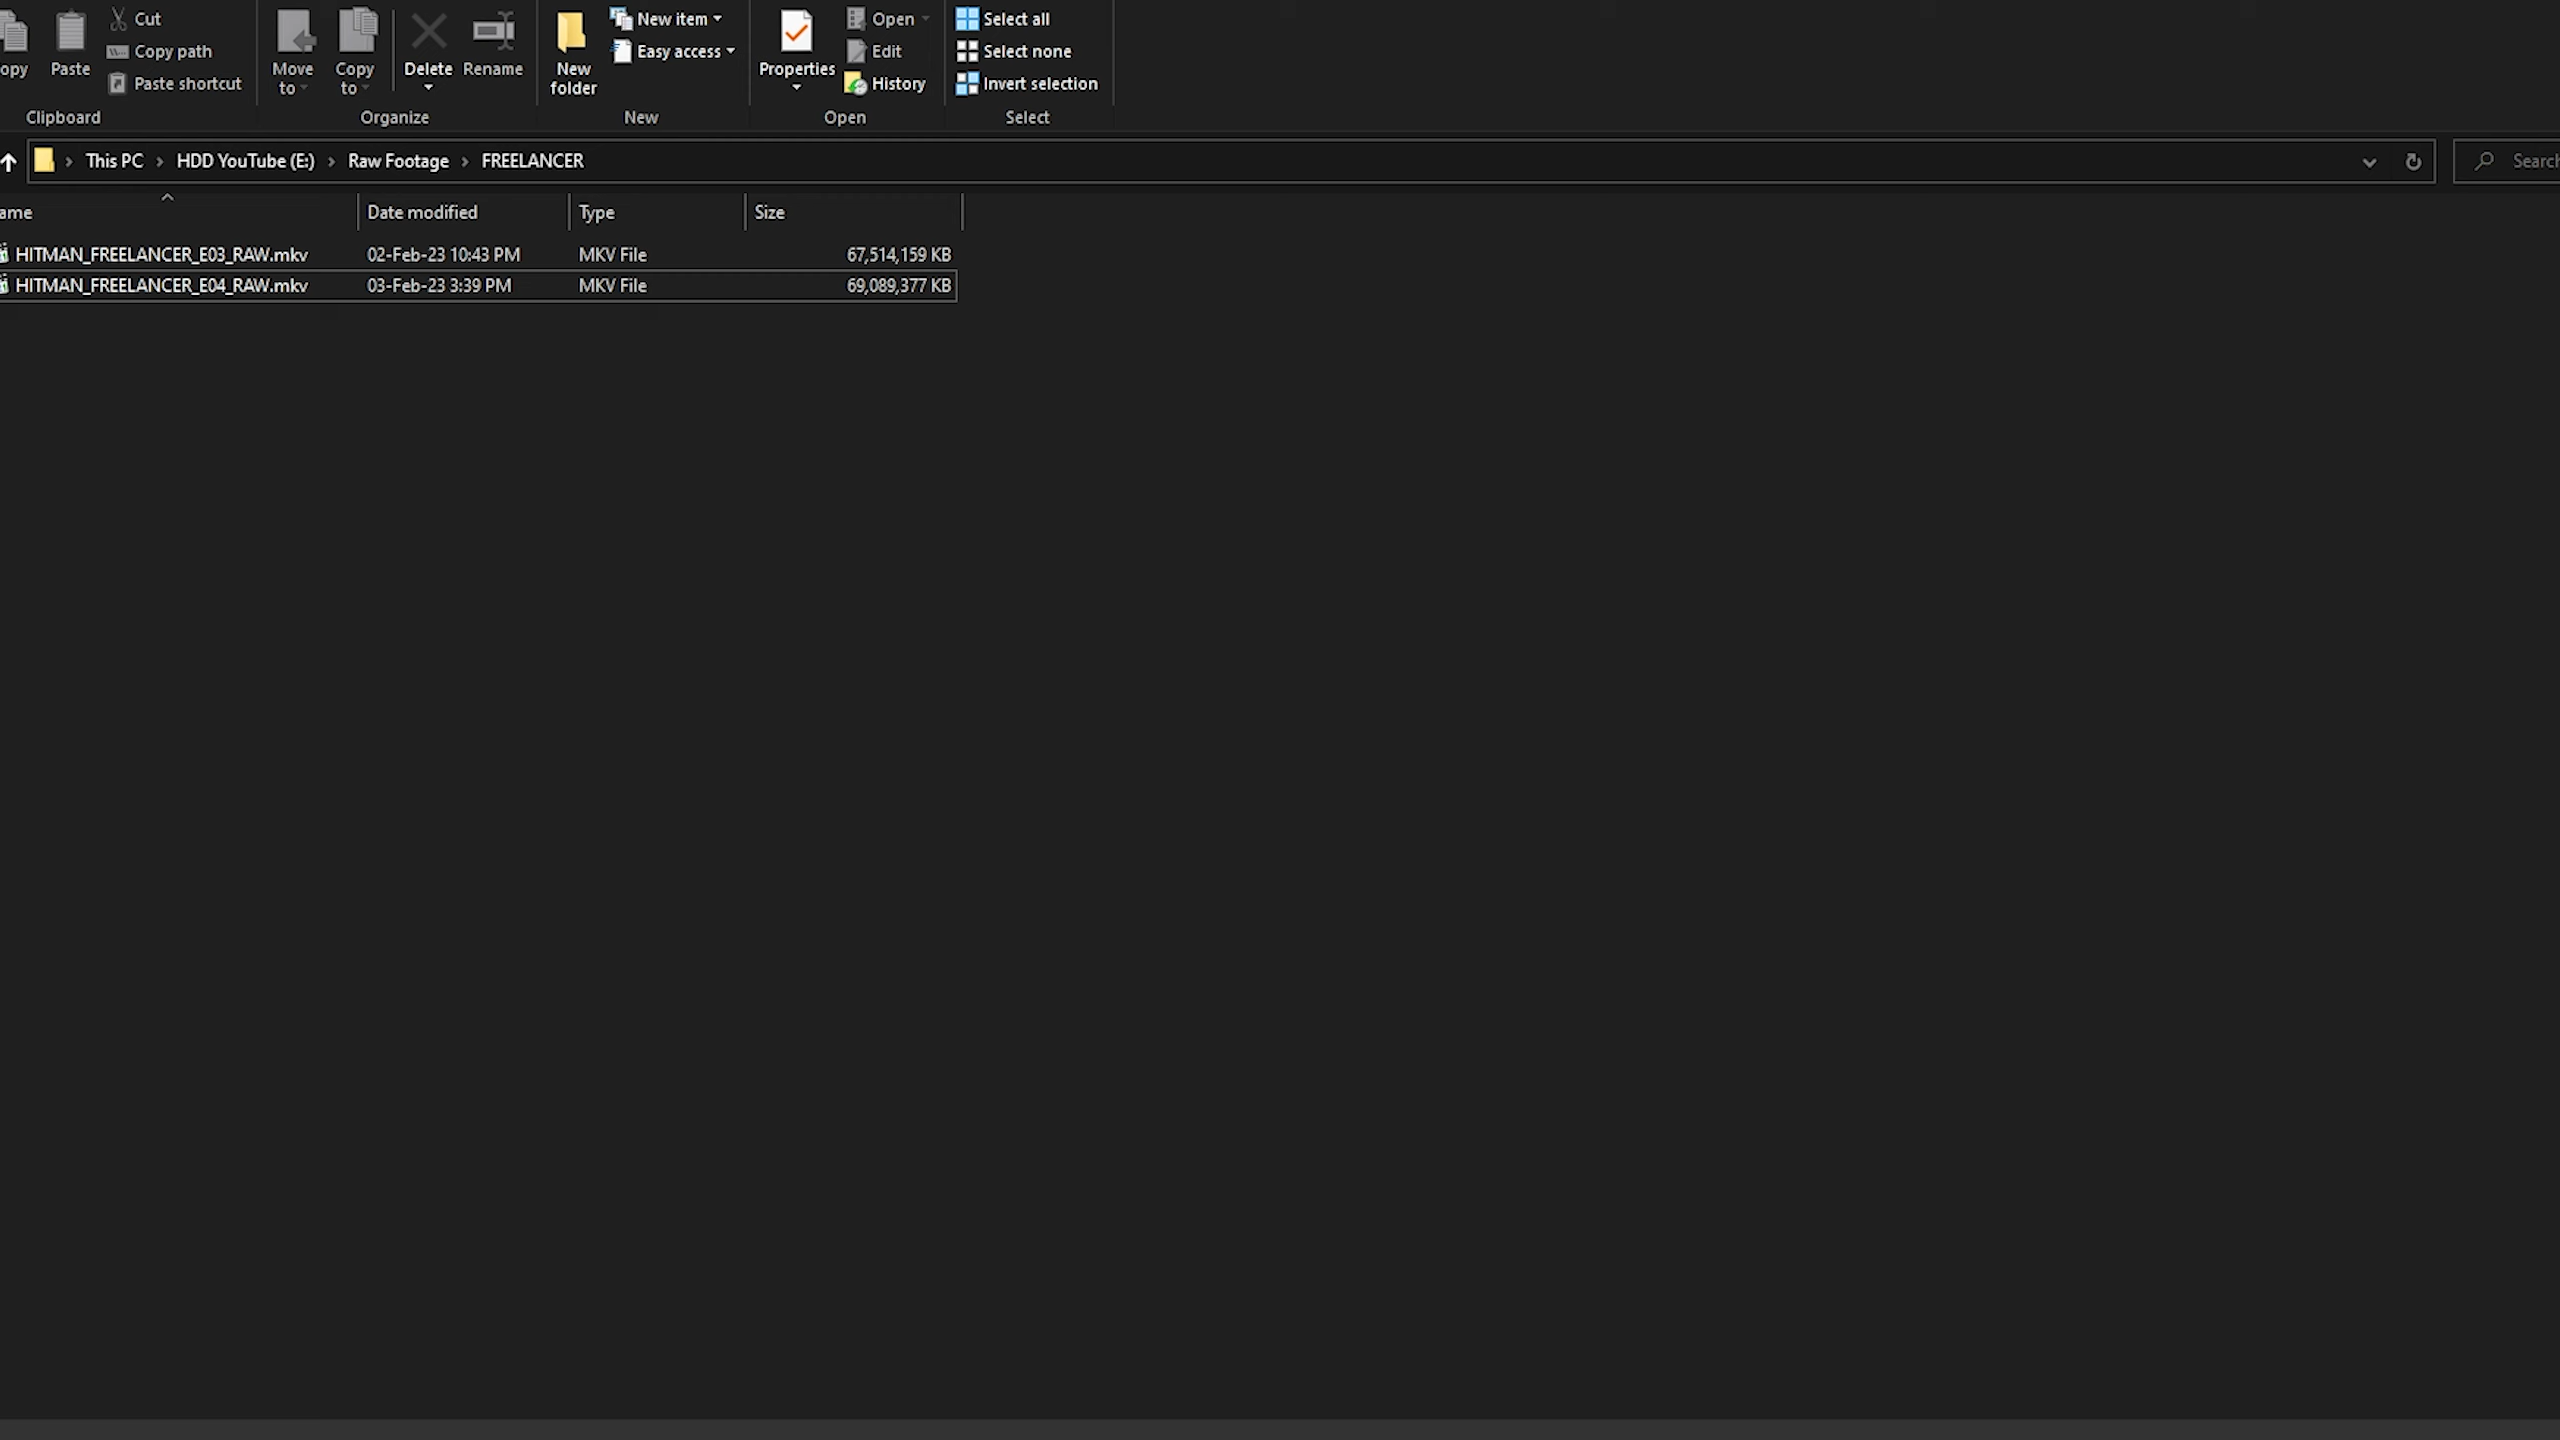 Cut
opy Paste Copy path
Paste shortcut
Clipboard
Move to Copy to Delete Rename
Organize
New folder New item
Easy access
New
Properties Open
Edit
History
Open
Select all
Select none
Invert selection
Select
This PC > HDD YouTube (E:) > Raw Footage > FREELANCER
Search
ame Date modified Type Size
HITMAN_FREELANCER_E03_RAW.mkv 02-Feb-23 10:43 PM MKV File 67,514,159 KB
HITMAN_FREELANCER_E04_RAW.mkv 03-Feb-23 3:39 PM MKV File 69,089,377 KB